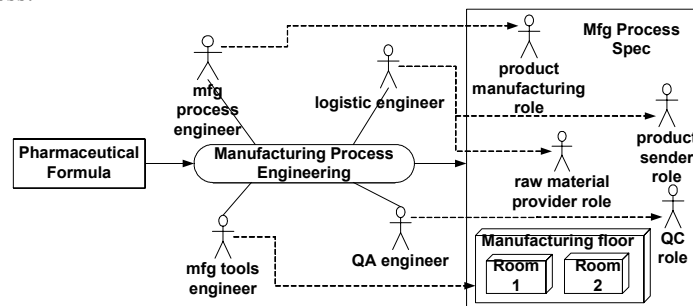 Mfg Process
Spec
mfg
process
engineer
logistic engineer
product
manufacturing
role
Pharmaceutical
Formula
Manufacturing Process
Engineering
raw material
provider role
product
sender
role
mfg tools
engineer
QA engineer
Manufacturing floor
Room
1
Room
2
QC
role